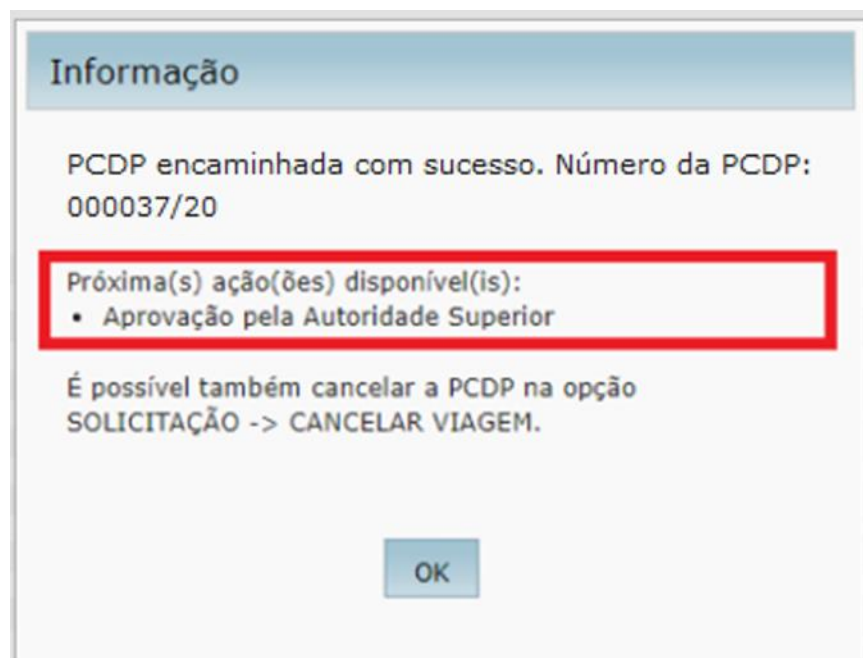 Informação
PCDP encaminhada com sucesso. Número da PCDP:
000037/20
Próxima(s) ação(ões) disponível(is):
• Aprovação pela Autoridade Superior
É possível também cancelar a PCDP na opção
SOLICITAÇÃO -> CANCELAR VIAGEM.
OK